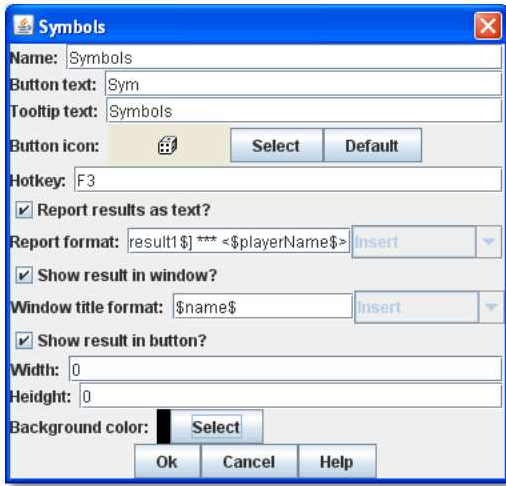 Symbols
Name: Symbols
Button text: Sym
Tooltip text: Symbols
Button icon: Select Default
Hotkey: F3
Report results as text?
Report format: result1$] *** <$playerName$> Insert
Show result in window?
Window title format: $name$ Insert
Show result in button?
Width: 0
Heidght: 0
Background color: Select
Ok Cancel Help